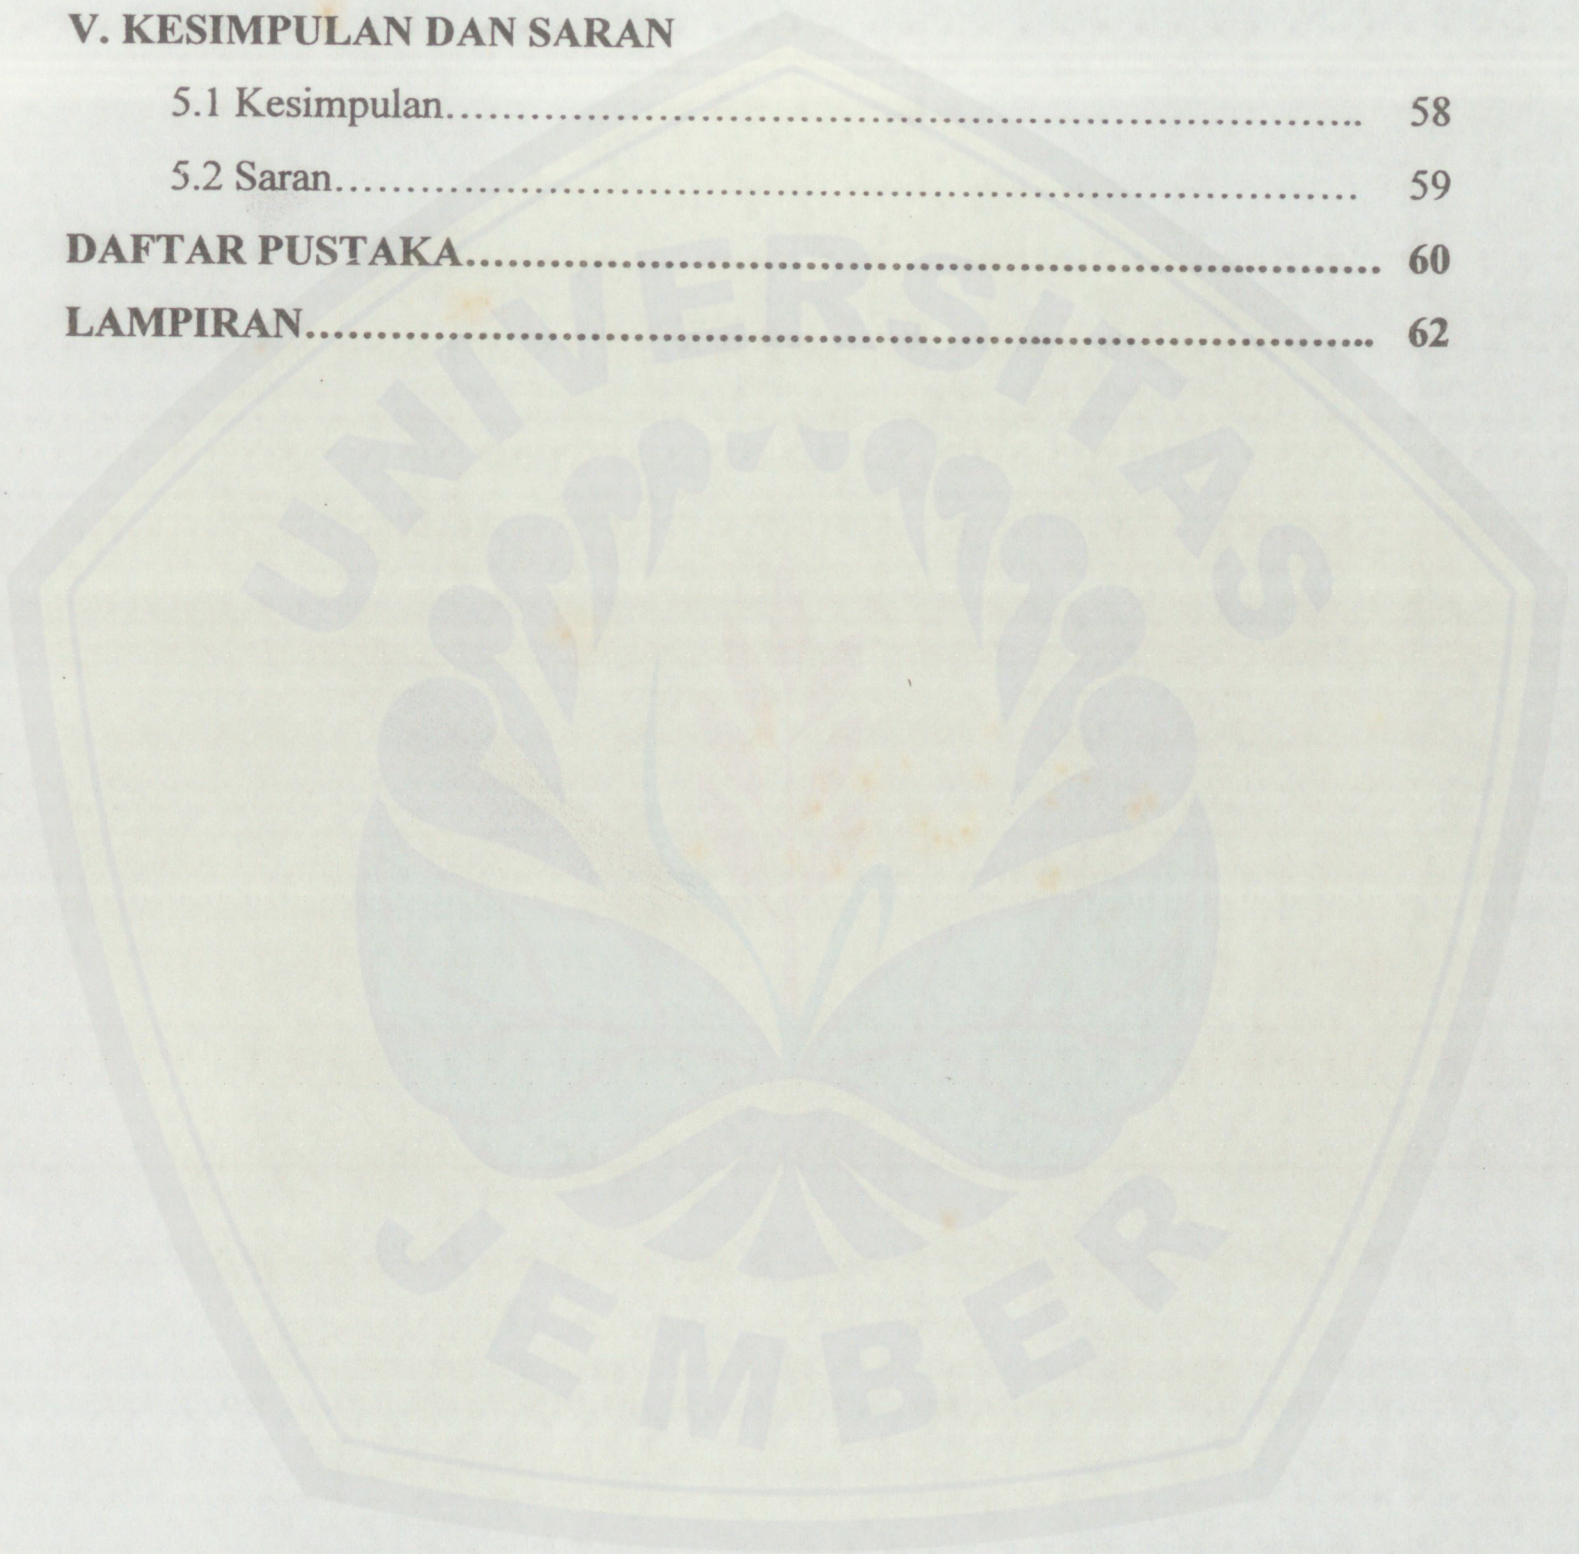 V. KESIMPULAN DAN SARAN
5.1 Kesimpulan........................................................................ 58
5.2 Saran................................................................................ 59
DAFTAR PUSTAKA........................................................................ 60
LAMPIRAN.................................................................................... 62
UNIVERSITAS
JEMBER